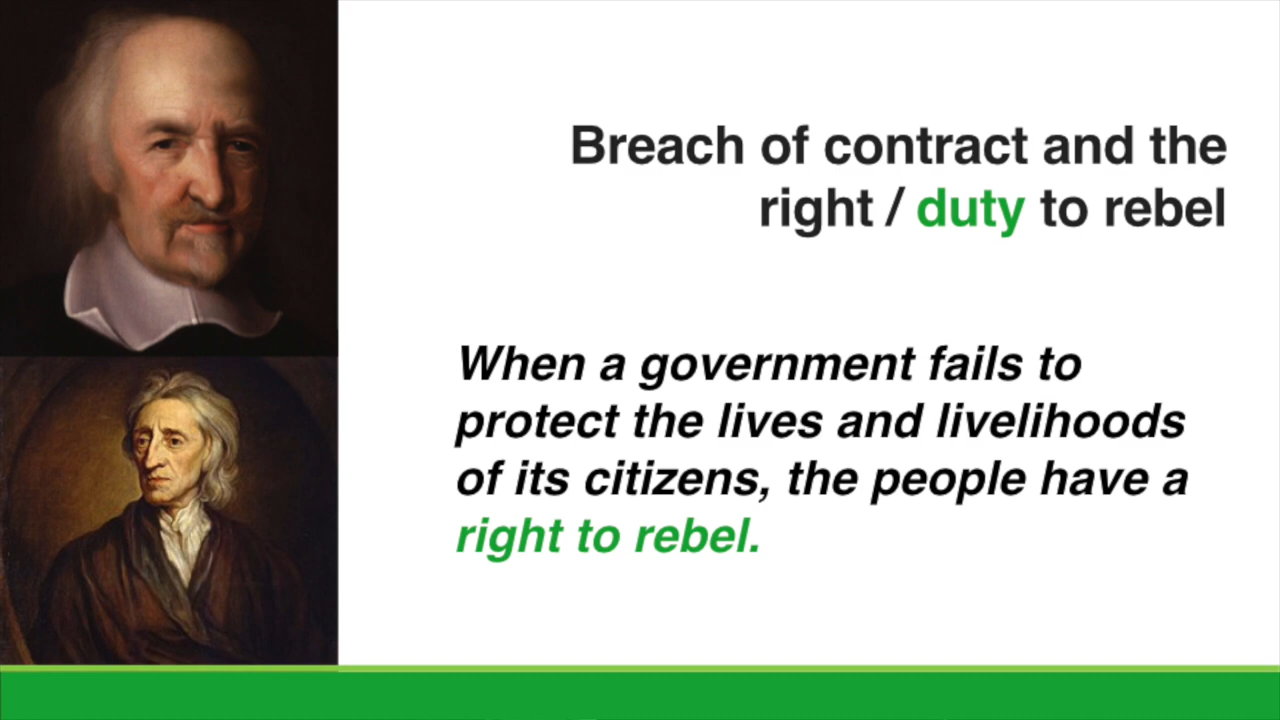 Breach of contract and the
right / duty to rebel
When a government fails to
protect the lives and livelihoods
of its citizens, the people have a
right to rebel.